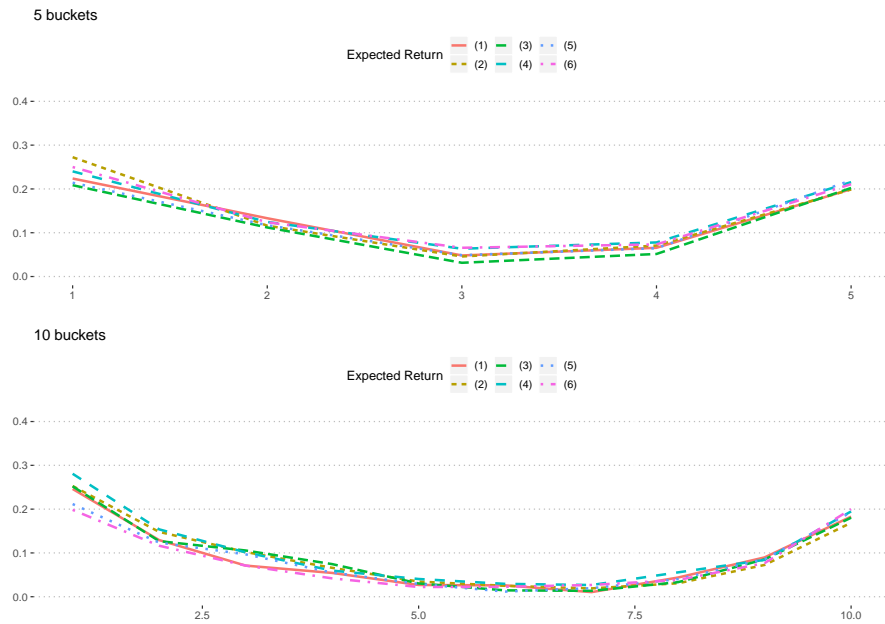 5 buckets
Expected Return (1) (3) (5)
(2) (4) (6)
0.4
0.3
0.2
0.1
0.0
1 2 3 4 5
10 buckets
Expected Return (1) (3) (5)
(2) (4) (6)
0.4
0.3
0.2
0.1
0.0
2.5 5.0 7.5 10.0